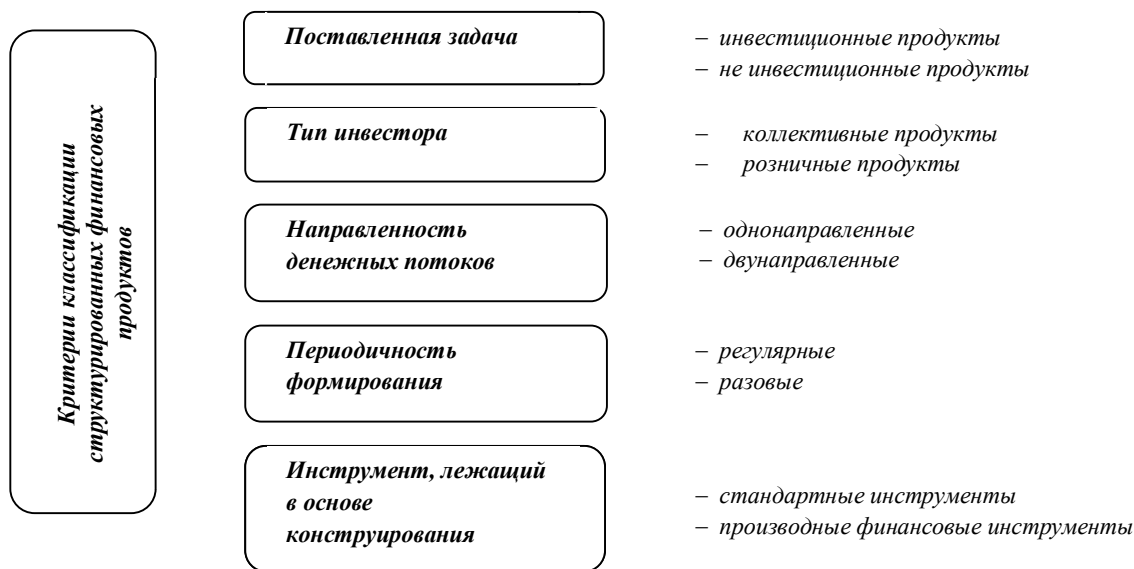 Критерии классификации
структурированных финансовых
продуктов
Поставленная задача
– инвестиционные продукты
– не инвестиционные продукты
Тип инвестора
– коллективные продукты
– розничные продукты
Направленность
денежных потоков
– однонаправленные
– двунаправленные
Периодичность
формирования
– регулярные
– разовые
Инструмент, лежащий
в основе
конструирования
– стандартные инструменты
– производные финансовые инструменты